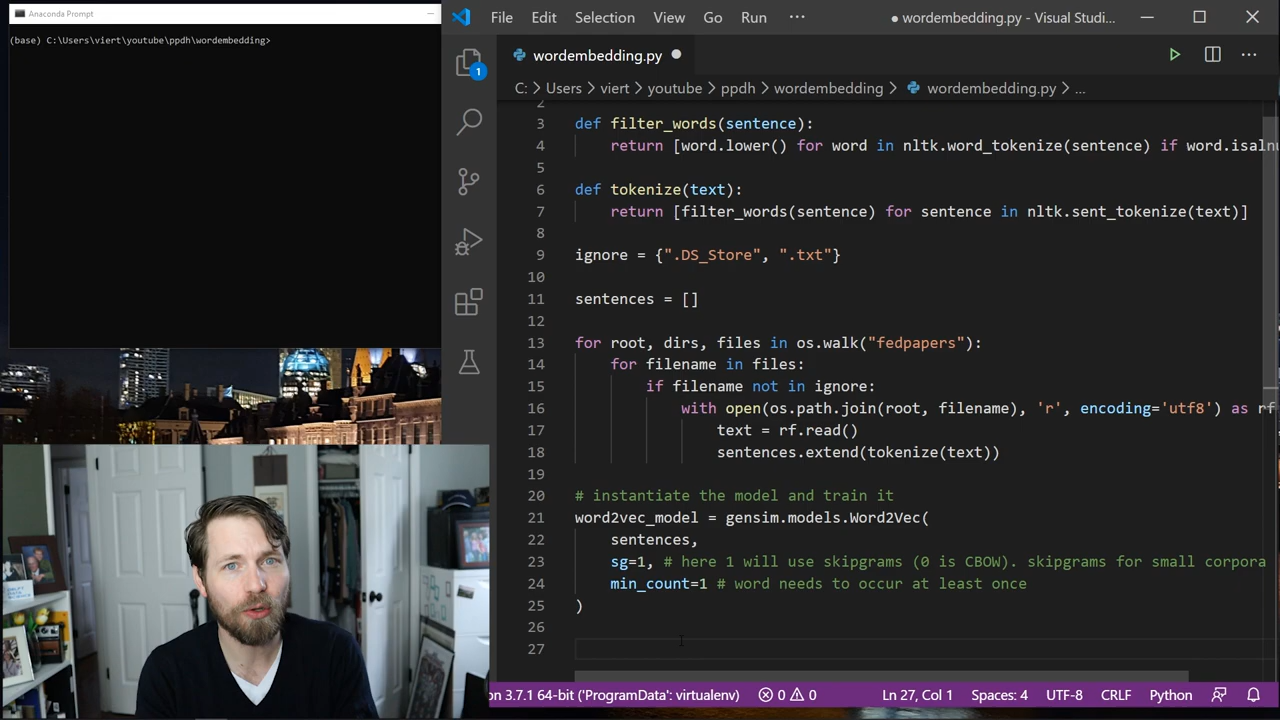 Anaconda Prompt
(base) C:\Users\viert\youtube\ppdh\wordembedding>
File Edit Selection View Go Run ··· ● wordembedding.py - Visual Studi...
1
wordembedding.py ●
C: > Users > viert > youtube > ppdh > wordembedding > wordembedding.py > ...
2
3 def filter_words(sentence):
4 return [word.lower() for word in nltk.word_tokenize(sentence) if word.isalnu
5
6 def tokenize(text):
7 return [filter_words(sentence) for sentence in nltk.sent_tokenize(text)]
8
9 ignore = {".DS_Store", ".txt"}
10
11 sentences = []
12
13 for root, dirs, files in os.walk("fedpapers"):
14 for filename in files:
15 if filename not in ignore:
16 with open(os.path.join(root, filename), 'r', encoding='utf8') as rf
17 text = rf.read()
18 sentences.extend(tokenize(text))
19
20 # instantiate the model and train it
21 word2vec_model = gensim.models.Word2Vec(
22 sentences,
23 sg=1, # here 1 will use skipgrams (0 is CBOW). skipgrams for small corpora
24 min_count=1 # word needs to occur at least once
25 )
26
27
on 3.7.1 64-bit ('ProgramData': virtualenv) 0 0 Ln 27, Col 1 Spaces: 4 UTF-8 CRLF Python